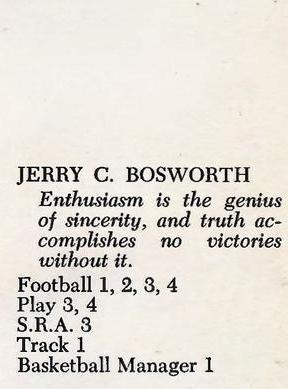 JERRY C. BOSWORTH
Enthusiasm is the genius
of sincerity, and truth ac-
complishes no victories
without it.
Football 1, 2, 3, 4
Play 3, 4
S.R.A. 3
Track 1
Basketball Manager 1